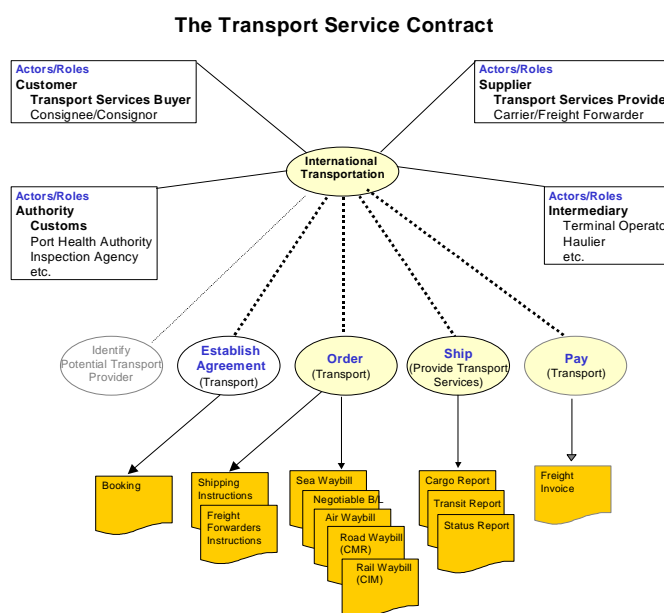 The Transport Service Contract
Actors/Roles
Customer
Transport Services Buyer
Consignee/Consignor
Actors/Roles
Supplier
Transport Services Provide
Carrier/Freight Forwarder
International
Transportation
Actors/Roles
Authority
Customs
Port Health Authority
Inspection Agency
etc.
Actors/Roles
Intermediary
Terminal Operato
Haulier
etc.
Identify
Potential Transport
Provider
Establish
Agreement
(Transport)
Order
(Transport)
Ship
(Provide Transport
Services)
Pay
(Transport)
Booking
Shipping
Instructions
Freight
Forwarders
Instructions
Sea Waybill
Negotiable B/L
Air Waybill
Road Waybill
(CMR)
Rail Waybill
(CIM)
Cargo Report
Transit Report
Status Report
Freight
Invoice